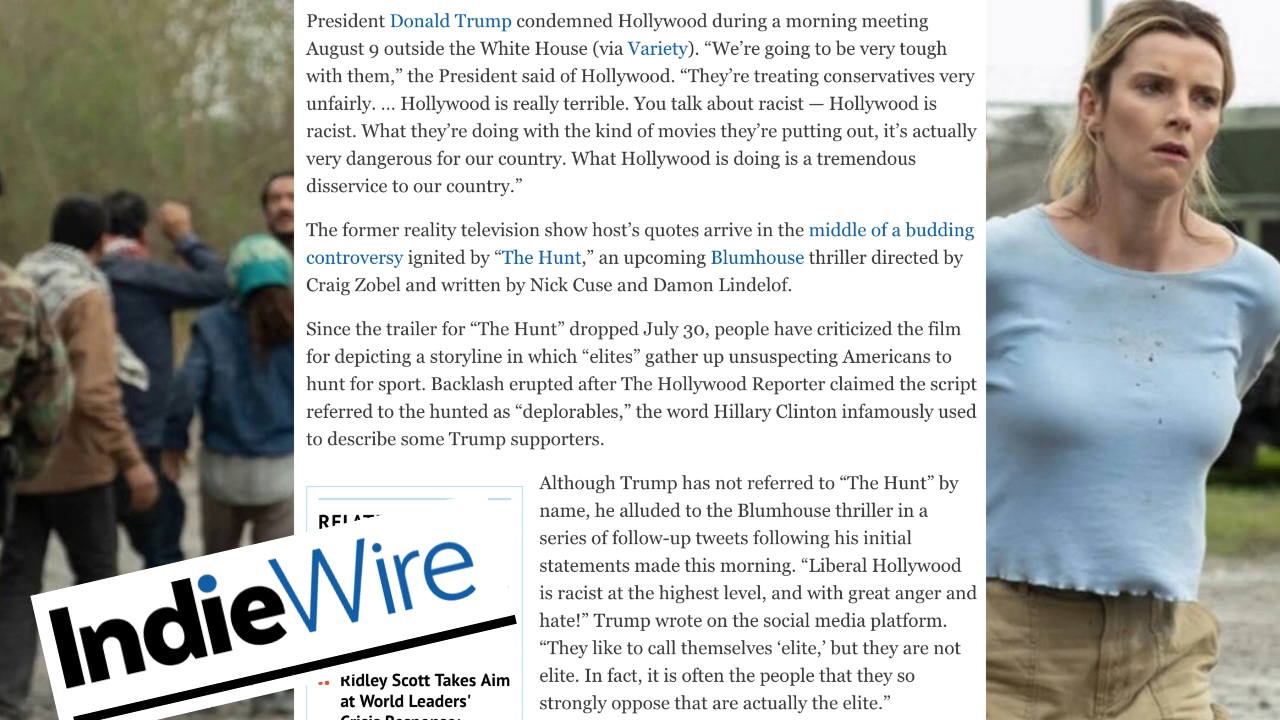 President Donald Trump condemned Hollywood during a morning meeting
August 9 outside the White House (via Variety). “We’re going to be very tough
with them,” the President said of Hollywood. “They’re treating conservatives very
unfairly. … Hollywood is really terrible. You talk about racist — Hollywood is
racist. What they’re doing with the kind of movies they’re putting out, it’s actually
very dangerous for our country. What Hollywood is doing is a tremendous
disservice to our country.”
The former reality television show host’s quotes arrive in the middle of a budding
controversy ignited by “The Hunt,” an upcoming Blumhouse thriller directed by
Craig Zobel and written by Nick Cuse and Damon Lindelof.
Since the trailer for “The Hunt” dropped July 30, people have criticized the film
for depicting a storyline in which “elites” gather up unsuspecting Americans to
hunt for sport. Backlash erupted after The Hollywood Reporter claimed the script
referred to the hunted as “deplorables,” the word Hillary Clinton infamously used
to describe some Trump supporters.
Although Trump has not referred to “The Hunt” by
name, he alluded to the Blumhouse thriller in a
series of follow-up tweets following his initial
statements made this morning. “Liberal Hollywood
is racist at the highest level, and with great anger and
hate!” Trump wrote on the social media platform.
“They like to call themselves ‘elite,’ but they are not
elite. In fact, it is often the people that they so
strongly oppose that are actually the elite.”
IndieWire
Ridley Scott Takes Aim
at World Leaders'